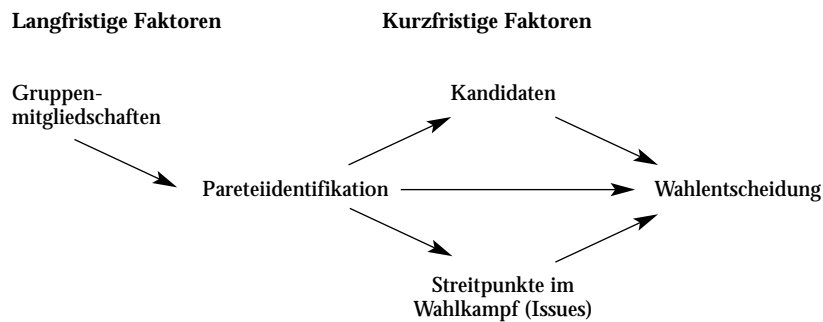 Langfristige Faktoren
Kurzfristige Faktoren
Gruppen-
mitgliedschaften
Kandidaten
Pareteiidentifikation
Wahlentscheidung
Streitpunkte im
Wahlkampf (Issues)